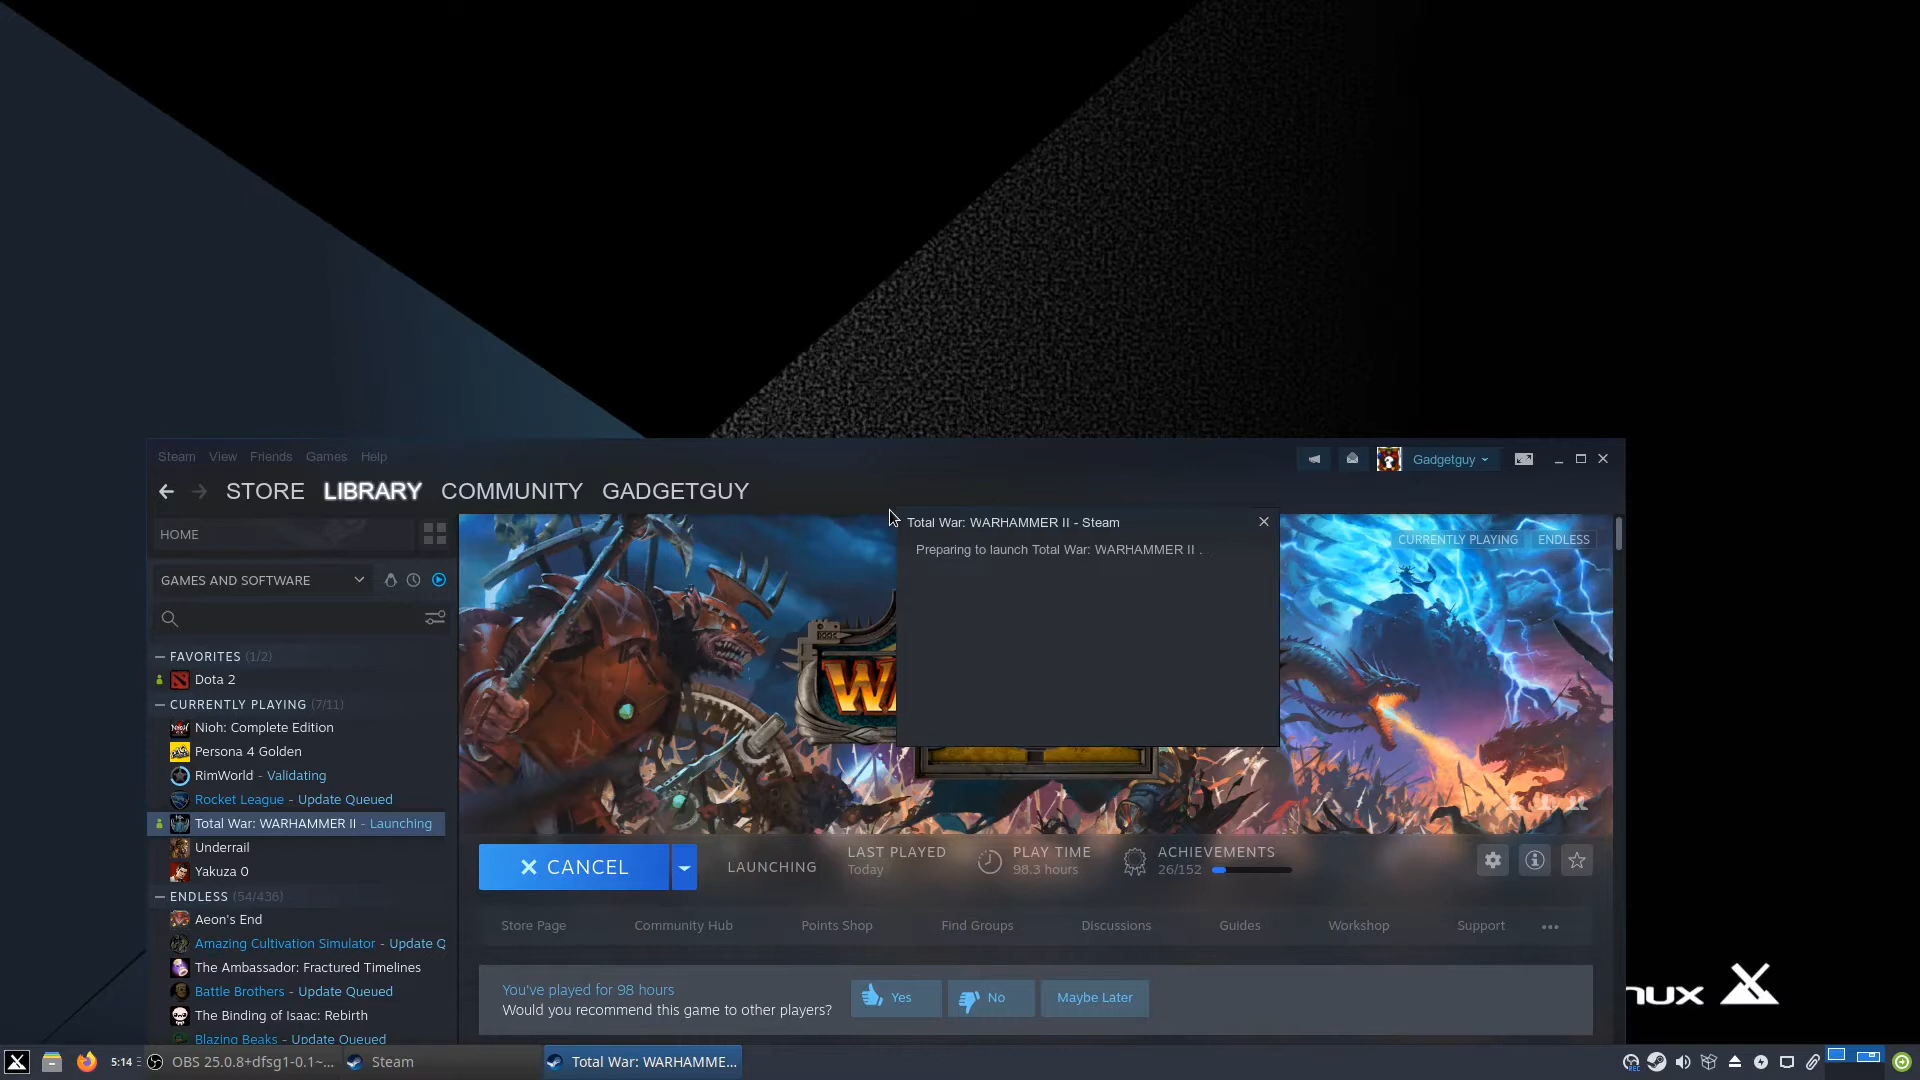 Steam View Friends Games Help
Gadgetguy
STORE LIBRARY COMMUNITY GADGETGUY
HOME
Total War: WARHAMMER II - Steam
Preparing to launch Total War: WARHAMMER II .
CURRENTLY PLAYING ENDLESS
GAMES AND SOFTWARE
FAVORITES (1/2)
Dota 2
CURRENTLY PLAYING (7/11)
Nioh: Complete Edition
Persona 4 Golden
RimWorld - Validating
Rocket League - Update Queued
Total War: WARHAMMER II - Launching
Underrail
Yakuza 0
ENDLESS (54/436)
Aeon's End
Amazing Cultivation Simulator - Update Q
The Ambassador: Fractured Timelines
Battle Brothers - Update Queued
The Binding of Isaac: Rebirth
Blazing Beaks - Update Queued
WA
CANCEL
LAUNCHING
LAST PLAYED
Today
PLAY TIME
98.3 hours
ACHIEVEMENTS
26/152
Store Page Community Hub Points Shop Find Groups Discussions Guides Workshop Support
You've played for 98 hours
Would you recommend this game to other players?
Yes No Maybe Later
nux
5:14
OBS 25.0.8+dfsg1-0.1~...
Steam
Total War: WARHAMME...
REC